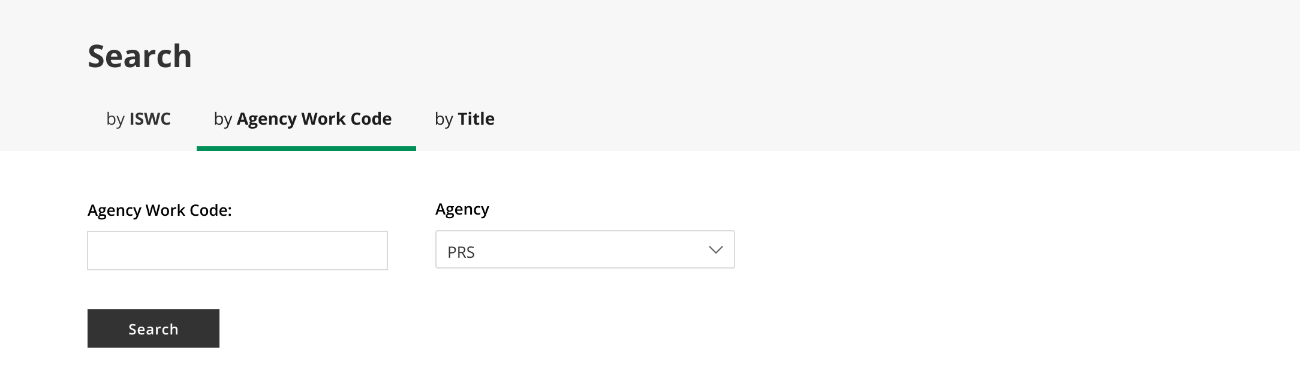 Search
by ISWC by Agency Work Code by Title
Agency Work Code: Agency
PRS
Search